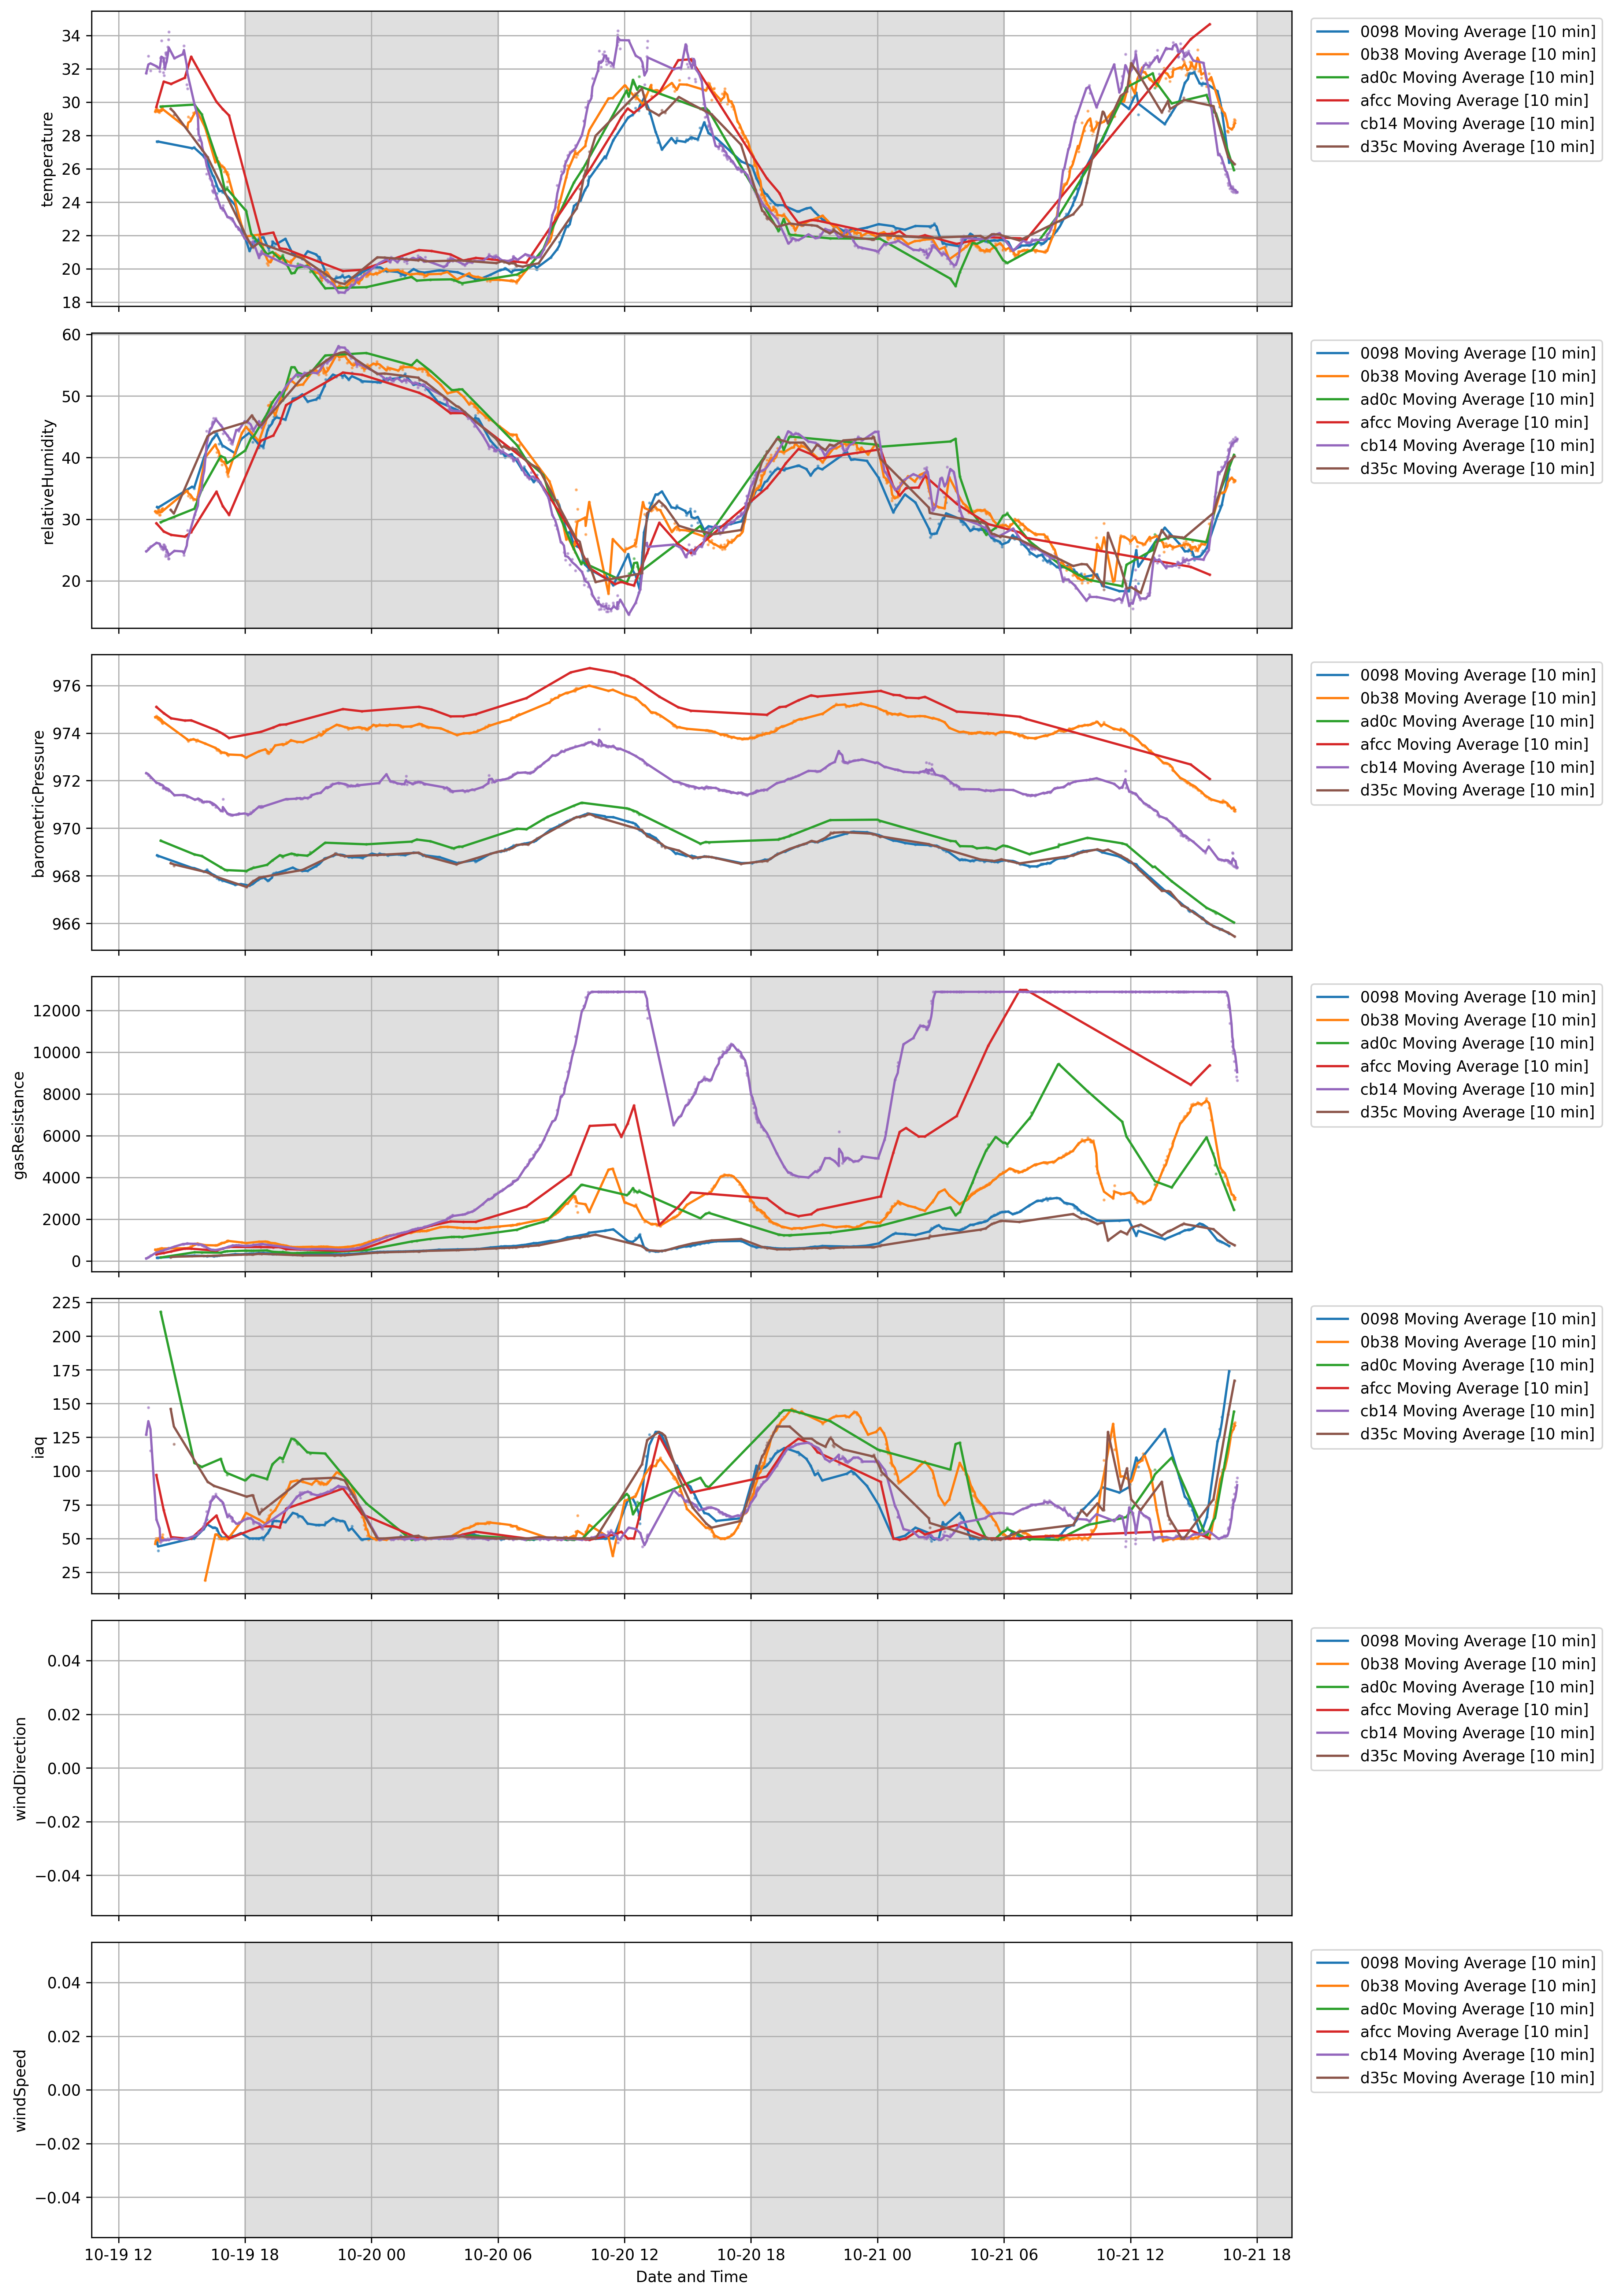 34
32
30
28
26
24
22
20
18
temperature
0098 Moving Average [10 min]
0b38 Moving Average [10 min]
ad0c Moving Average [10 min]
afcc Moving Average [10 min]
cb14 Moving Average [10 min]
d35c Moving Average [10 min]
60
50
40
30
20
relativeHumidity
0098 Moving Average [10 min]
0b38 Moving Average [10 min]
ad0c Moving Average [10 min]
afcc Moving Average [10 min]
cb14 Moving Average [10 min]
d35c Moving Average [10 min]
976
974
972
970
968
966
barometricPressure
0098 Moving Average [10 min]
0b38 Moving Average [10 min]
ad0c Moving Average [10 min]
afcc Moving Average [10 min]
cb14 Moving Average [10 min]
d35c Moving Average [10 min]
12000
10000
8000
6000
4000
2000
0
gasResistance
0098 Moving Average [10 min]
0b38 Moving Average [10 min]
ad0c Moving Average [10 min]
afcc Moving Average [10 min]
cb14 Moving Average [10 min]
d35c Moving Average [10 min]
225
200
175
150
125
100
75
50
25
iaq
0098 Moving Average [10 min]
0b38 Moving Average [10 min]
ad0c Moving Average [10 min]
afcc Moving Average [10 min]
cb14 Moving Average [10 min]
d35c Moving Average [10 min]
0.04
0.02
0.00
−0.02
−0.04
windDirection
0098 Moving Average [10 min]
0b38 Moving Average [10 min]
ad0c Moving Average [10 min]
afcc Moving Average [10 min]
cb14 Moving Average [10 min]
d35c Moving Average [10 min]
0.04
0.02
0.00
−0.02
−0.04
windSpeed
0098 Moving Average [10 min]
0b38 Moving Average [10 min]
ad0c Moving Average [10 min]
afcc Moving Average [10 min]
cb14 Moving Average [10 min]
d35c Moving Average [10 min]
10-19 12 10-19 18 10-20 00 10-20 06 10-20 12 10-20 18 10-21 00 10-21 06 10-21 12 10-21 18
Date and Time